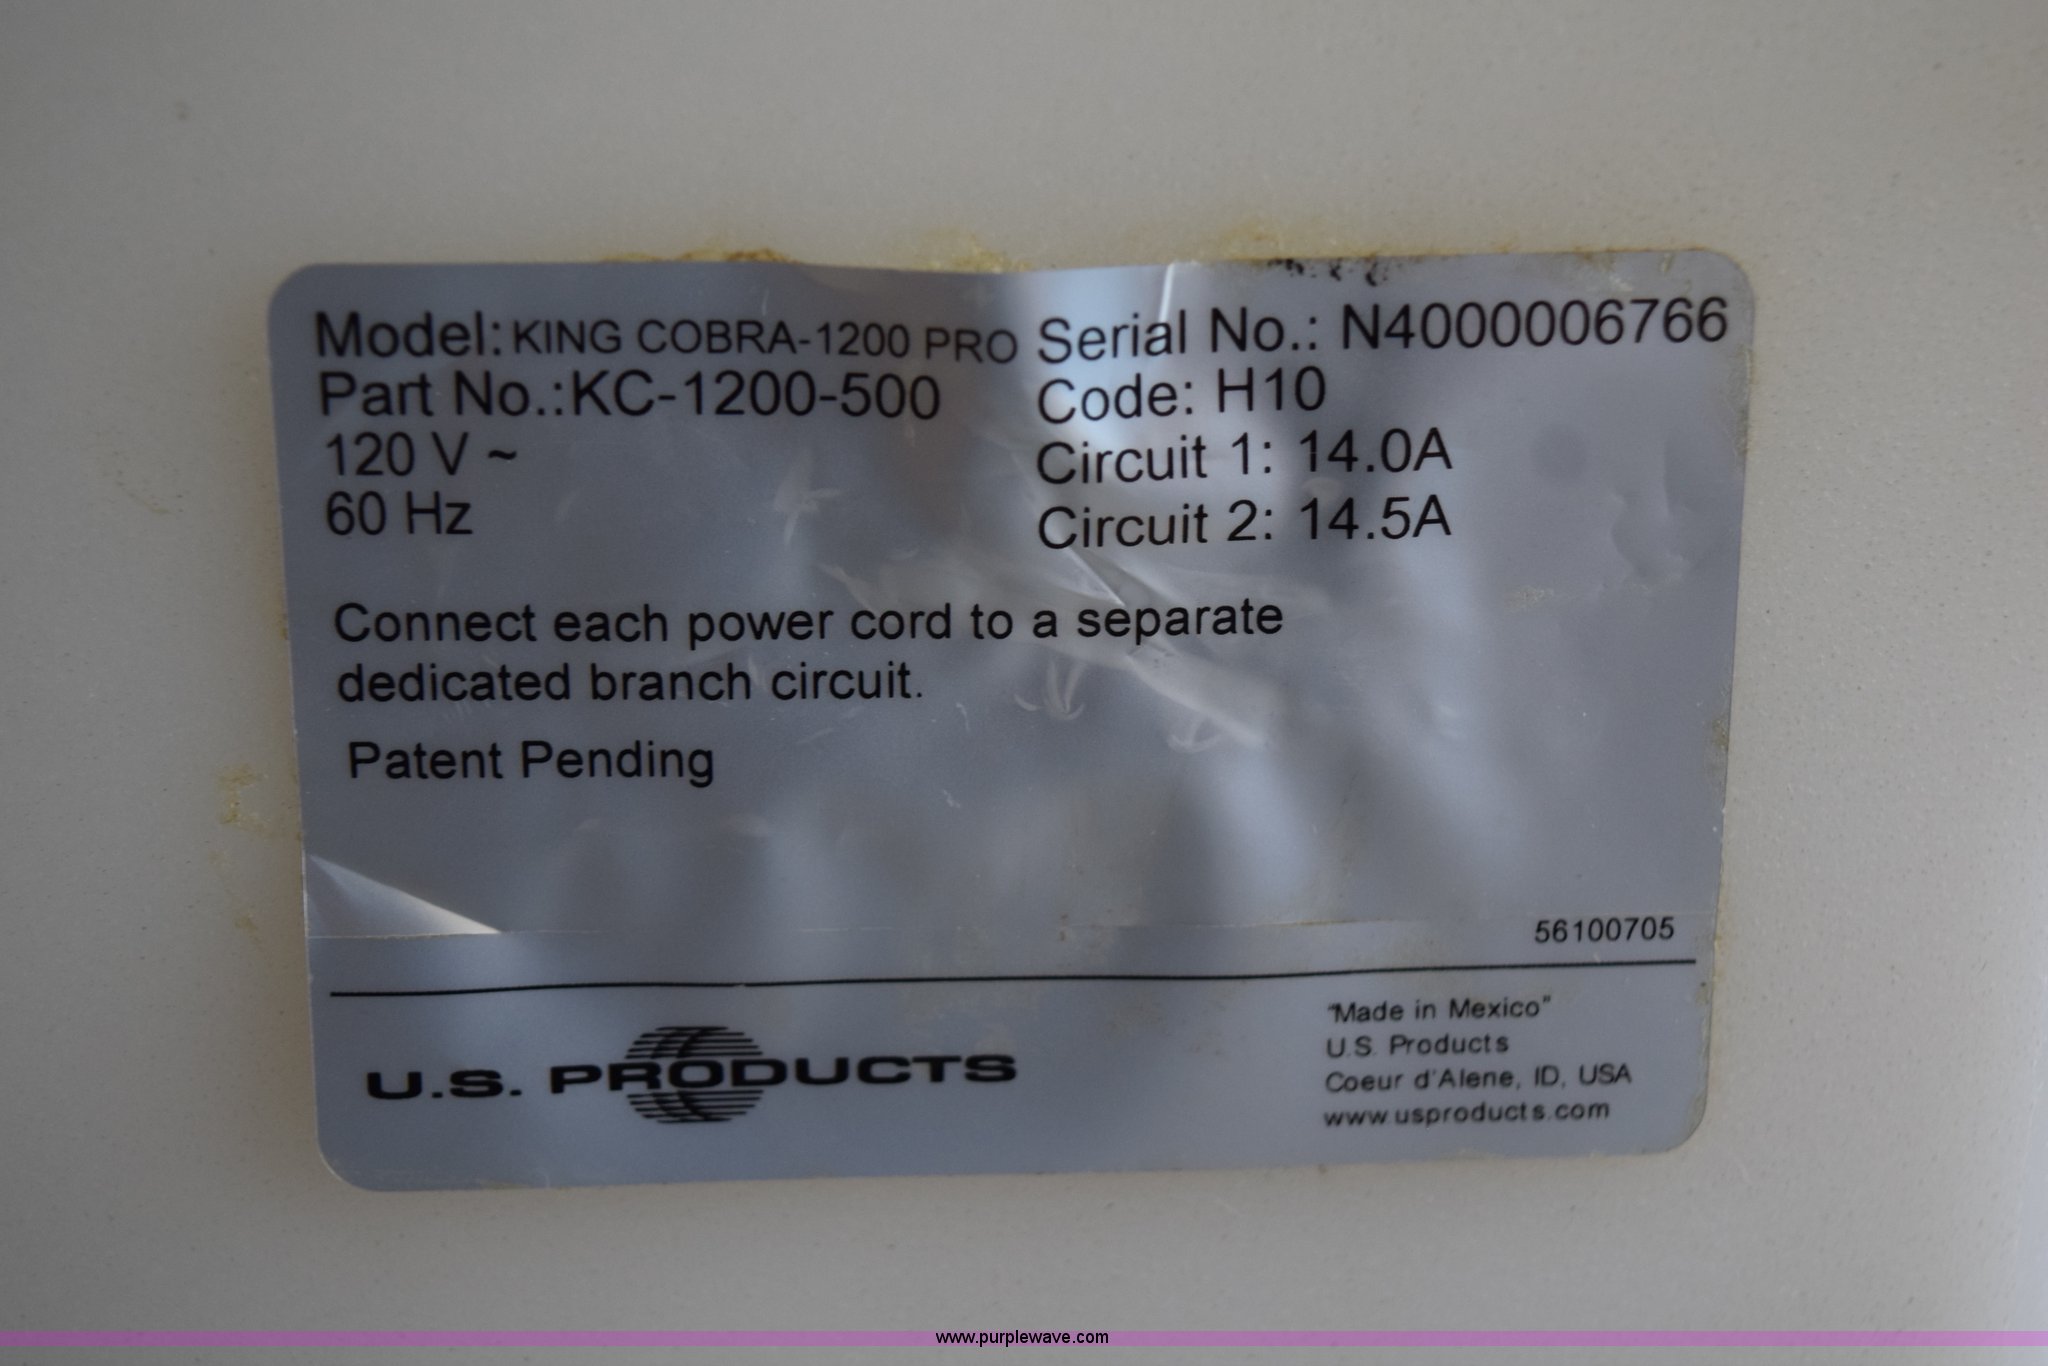 Model: KING COBRA-1200 PRO Serial No.: N4000006766
Part No.:KC-1200-500 Code: H10
120 V ~ Circuit 1: 14.0A
60 Hz Circuit 2: 14.5A
Connect each power cord to a separate
dedicated branch circuit.
Patent Pending
56100705
U.S. PRODUCTS
"Made in Mexico"
U.S. Products
Coeur d'Alene, ID, USA
www.usproducts.com
www.purplewave.com